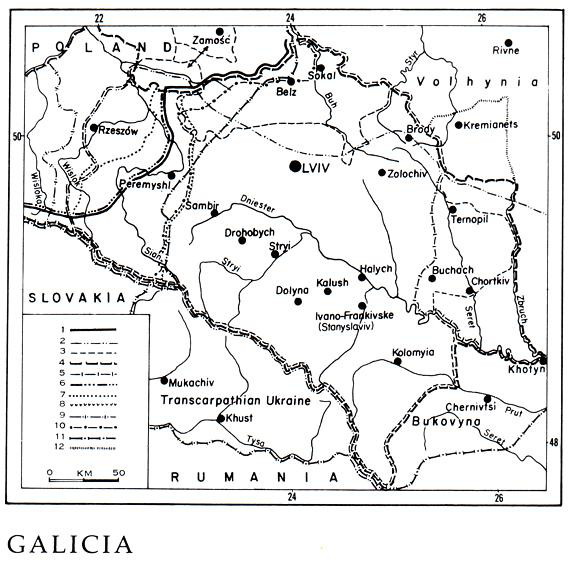 22
24
26
POLAND
Zamość
Rivne
Sokal
Styr
Volhynia
Belz
Buh
50
Rzeszów
Brody
Kremianets
50
LVIV
Zolochiv
Wisloka
Wislok
Peremyshl
Sambir
Dniester
Ternopil
Drohobych
Stryi
Sian
Stryi
Halych
Buchach
Chortkiv
Zbruch
Seret
SLOVAKIA
Dolyna
Kalush
Ivano-Frankivske
(Stanyslaviv)
Khotyn
Kolomyia
1
2
3
4
5
6
7
8
9
10
11
12
Mukachiv
Transcarpathian Ukraine
Khust
Chernivtsi
Prut
Bukovyna
Seret
48
Tysa
0 KM 50
RUMANIA
24
26
GALICIA